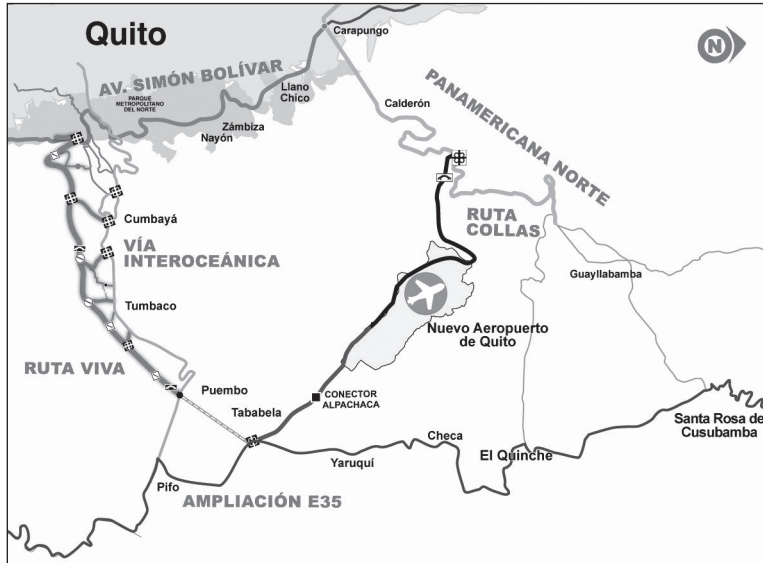 Quito
Carapungo
N
AV. SIMÓN BOLÍVAR
PARQUE
METROPOLITANO
DEL NORTE
Llano
Chico
Zámbiza
Nayón
Calderón
PANAMERICANA NORTE
RUTA
COLLAS
Cumbayá
VÍA
INTEROCEÁNICA
Guayllabamba
Tumbaco
Nuevo Aeropuerto
de Quito
RUTA VIVA
Puembo
CONECTOR
ALPACHACA
Tababela
Santa Rosa de
Cusubamba
Checa
El Quinche
Yaruquí
Pifo
AMPLIACIÓN E35